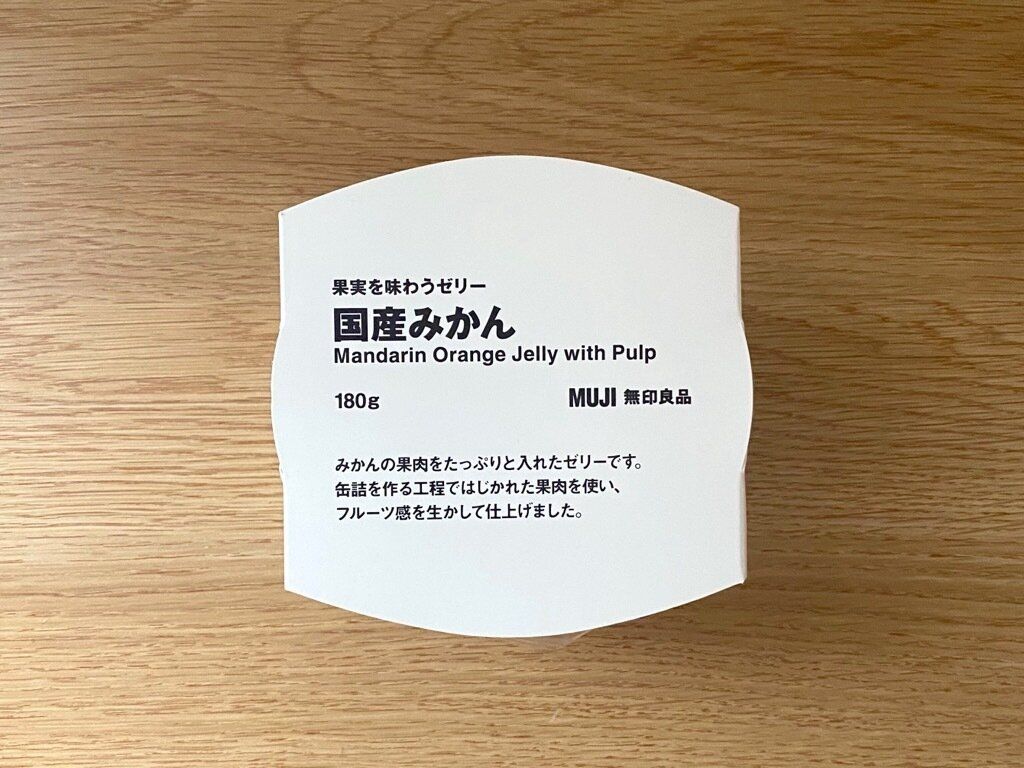 果実を味わうゼリー
国産みかん
Mandarin Orange Jelly with Pulp
180g MUJI 無印良品
みかんの果肉をたっぷりと入れたゼリーです。
缶詰を作る工程ではじかれた果肉を使い、
フルーツ感を生かして仕上げました。